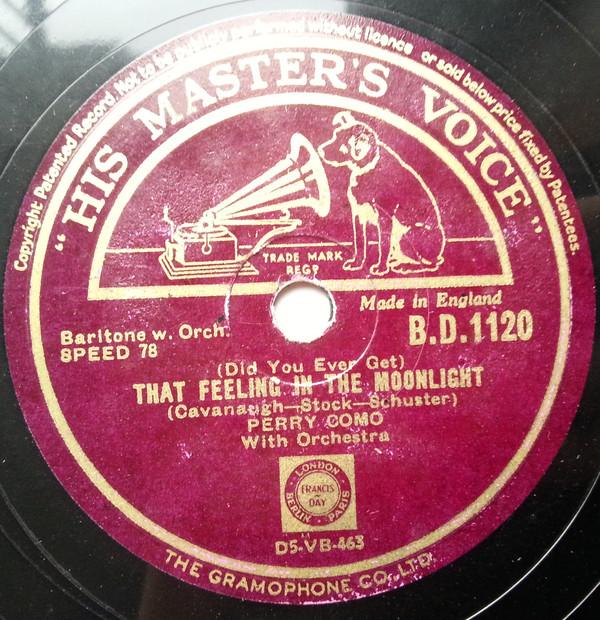 Copyright Patented Record. Not to be publicly performed without licence or sold below price fixed by Patentees.
"HIS MASTER'S VOICE"
TRADE MARK
REGD
Made in England
Baritone w. Orch.
B.D.1120
SPEED 78
(Did You Ever Get)
THAT FEELING IN THE MOONLIGHT
(Cavanaugh—Stock—Schuster)
PERRY COMO
With Orchestra
LONDON
FRANCIS
DAY
BERLIN PARIS
D5-VB-463
THE GRAMOPHONE CO., LTD.